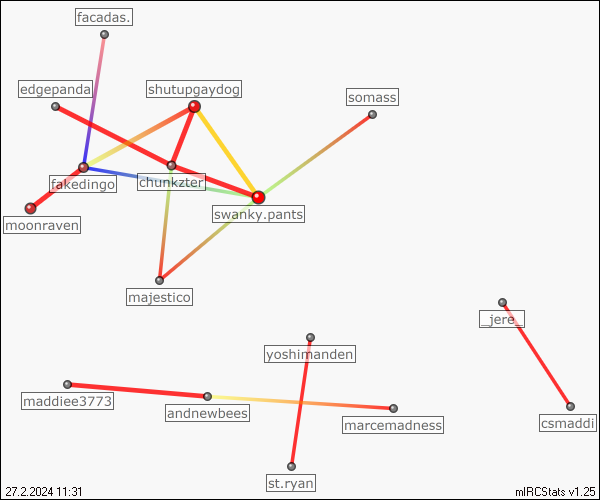 facadas.
edgepanda
shutupgaydog
somass
fakedingo
chunkzter
moonraven
swanky.pants
majestico
_jere_
yoshimanden
maddiee3773
andnewbees
marcemadness
csmaddi
st.ryan
27.2.2024 11:31
mIRCStats v1.25